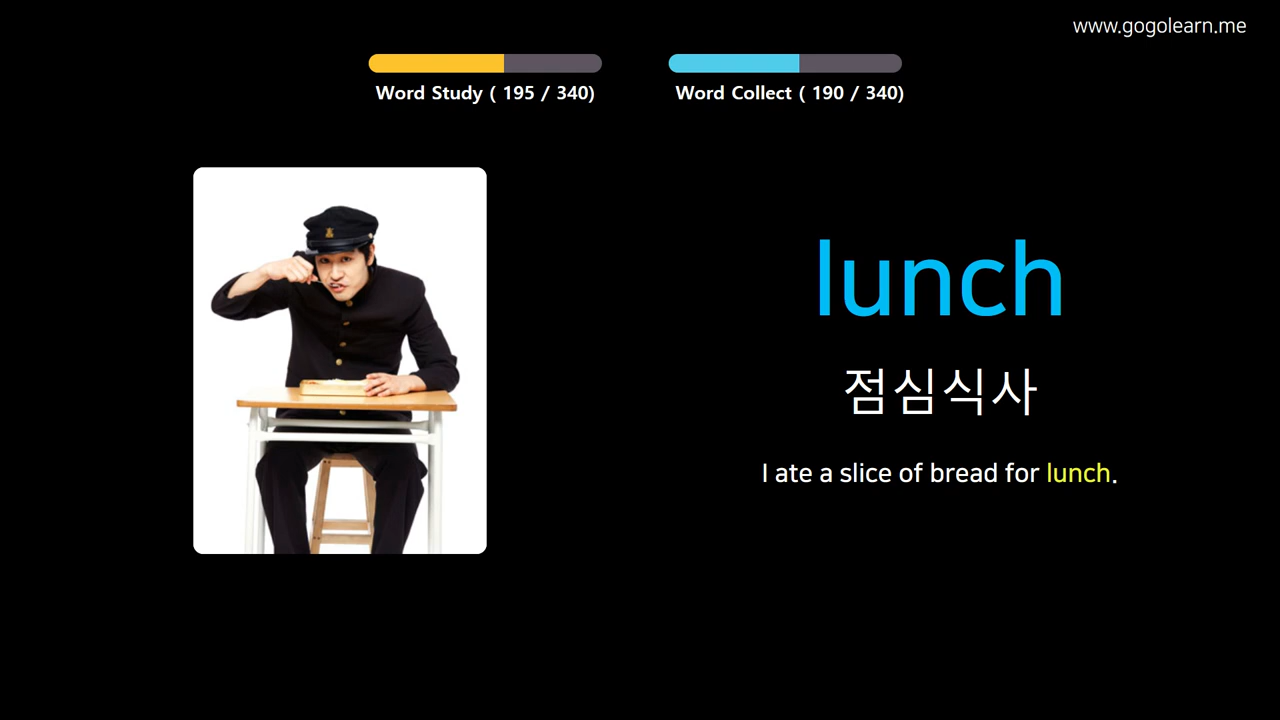 www.gogolearn.me
Word Study ( 195 / 340)
Word Collect ( 190 / 340)
lunch
점심식사
I ate a slice of bread for lunch.